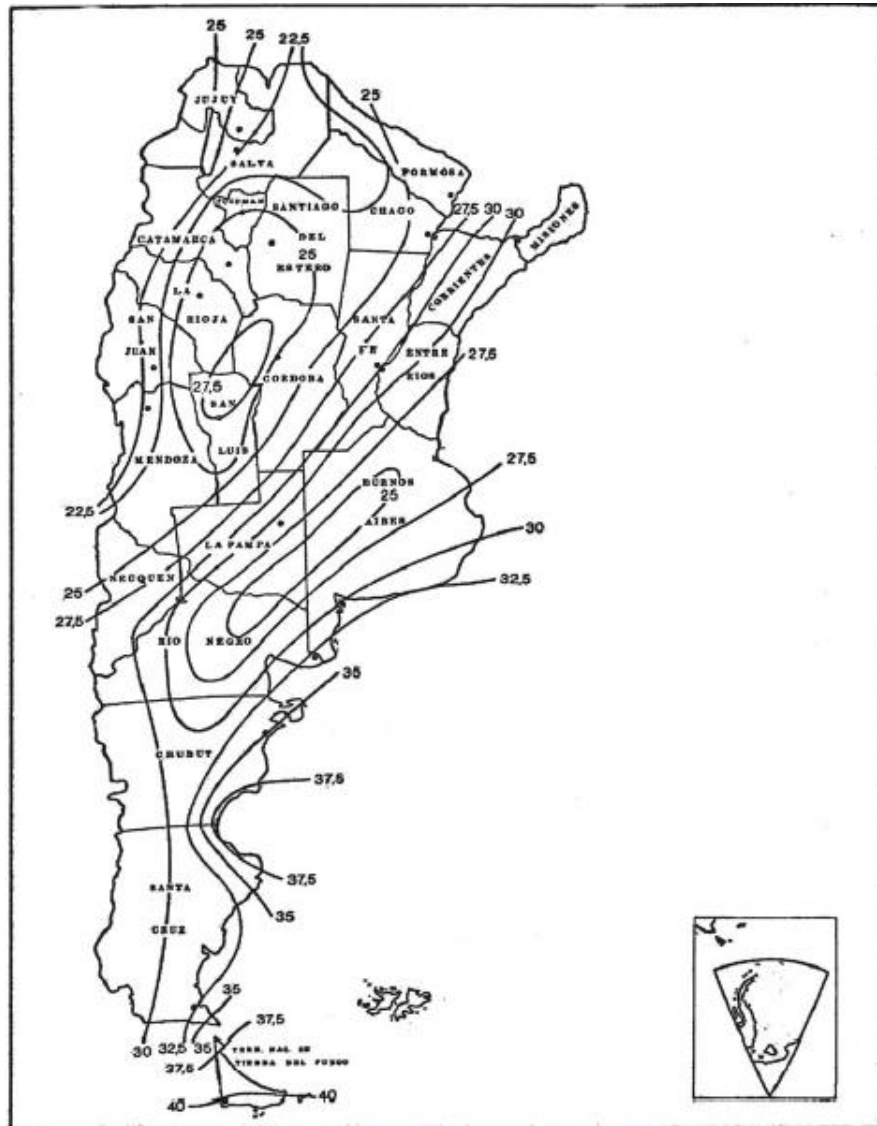 25
25
22,5
JUJUY
25
SALTA
FORMOSA
TUCUMAN
SANTIAGO
CHACO
27,5
30
30
MISIONES
CATAMARCA
DEL
25
ESTERO
CORRIENTES
LA
RIOJA
SAN
JUAN
SANTA
FE
ENTRE
RIOS
27,5
CORDOBA
27,5
SAN
LUIS
MENDOZA
27,5
22,5
BUENOS
25
AIRES
30
LA PAMPA
NEUQUEN
32,5
25
27,5
RIO
NEGRO
35
CHUBUT
37,5
37,5
SANTA
35
CRUZ
35
37,5
30
32,5
35
TERR. NAL. DE
TIERRA DEL FUEGO
37,5
40
40